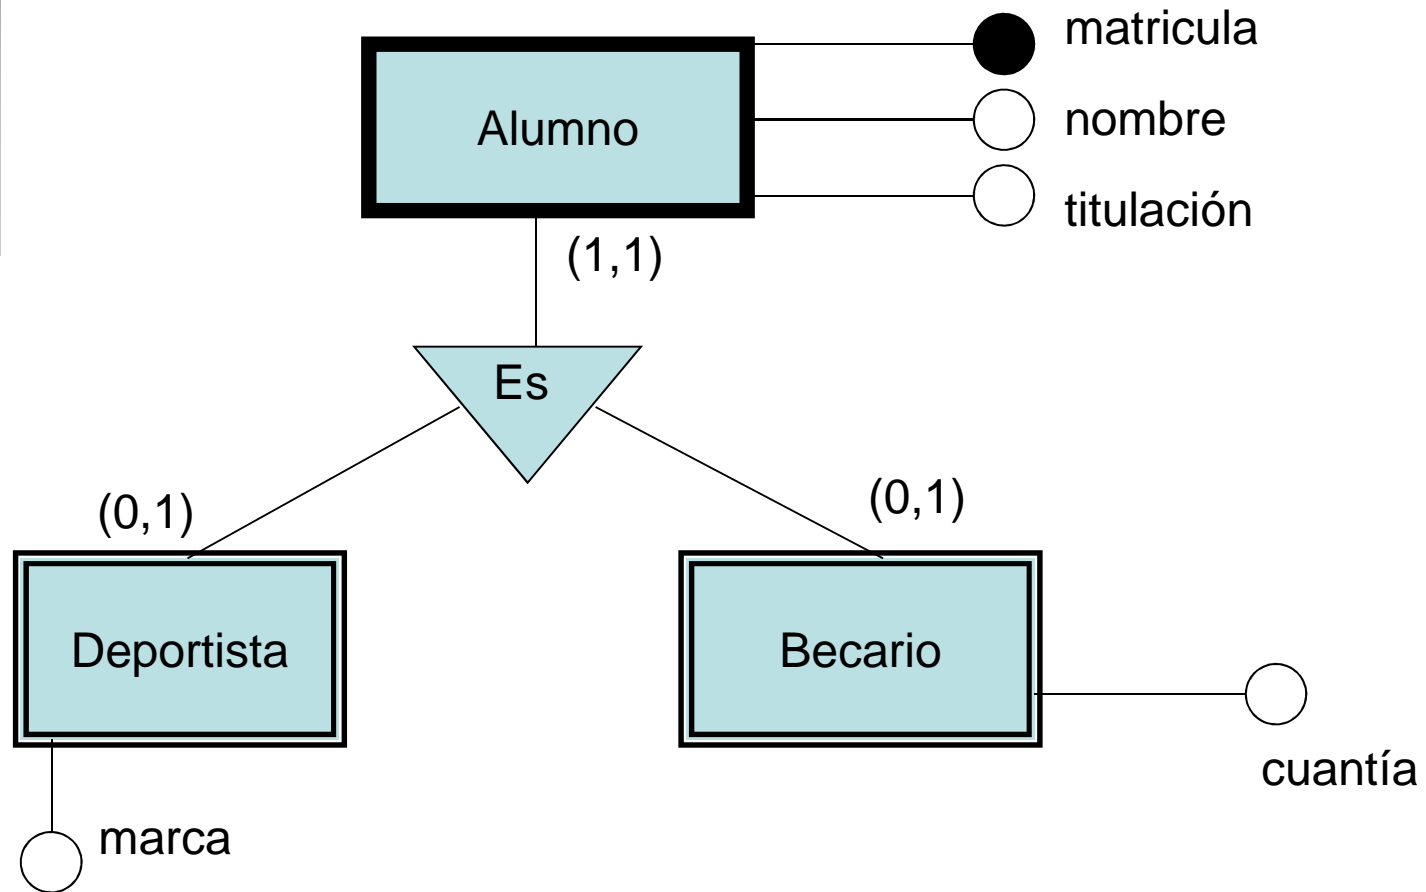 matricula
Alumno
nombre
titulación
(1,1)
Es
(0,1)
(0,1)
Deportista
Becario
cuantía
marca